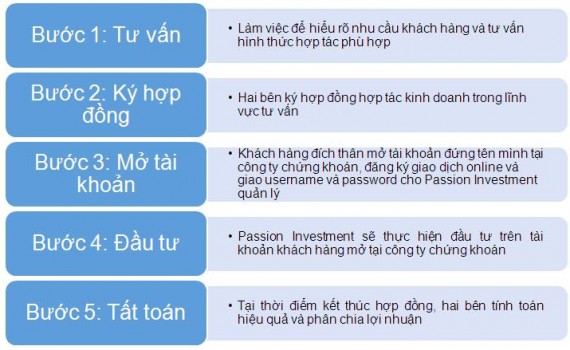 Bước 1: Tư vấn
• Làm việc để hiểu rõ nhu cầu khách hàng và tư vấn
hình thức hợp tác phù hợp
Bước 2: Ký hợp
đồng
• Hai bên ký hợp đồng hợp tác kinh doanh trong lĩnh
vực tư vấn
Bước 3: Mở tài
khoản
• Khách hàng đích thân mở tài khoản đứng tên mình tại
công ty chứng khoán, đăng ký giao dịch online và
giao username và password cho Passion Investment
quản lý
Bước 4: Đầu tư
• Passion Investment sẽ thực hiện đầu tư trên tài
khoản khách hàng mở tại công ty chứng khoán
Bước 5: Tất toán
• Tại thời điểm kết thúc hợp đồng, hai bên tính toán
hiệu quả và phân chia lợi nhuận